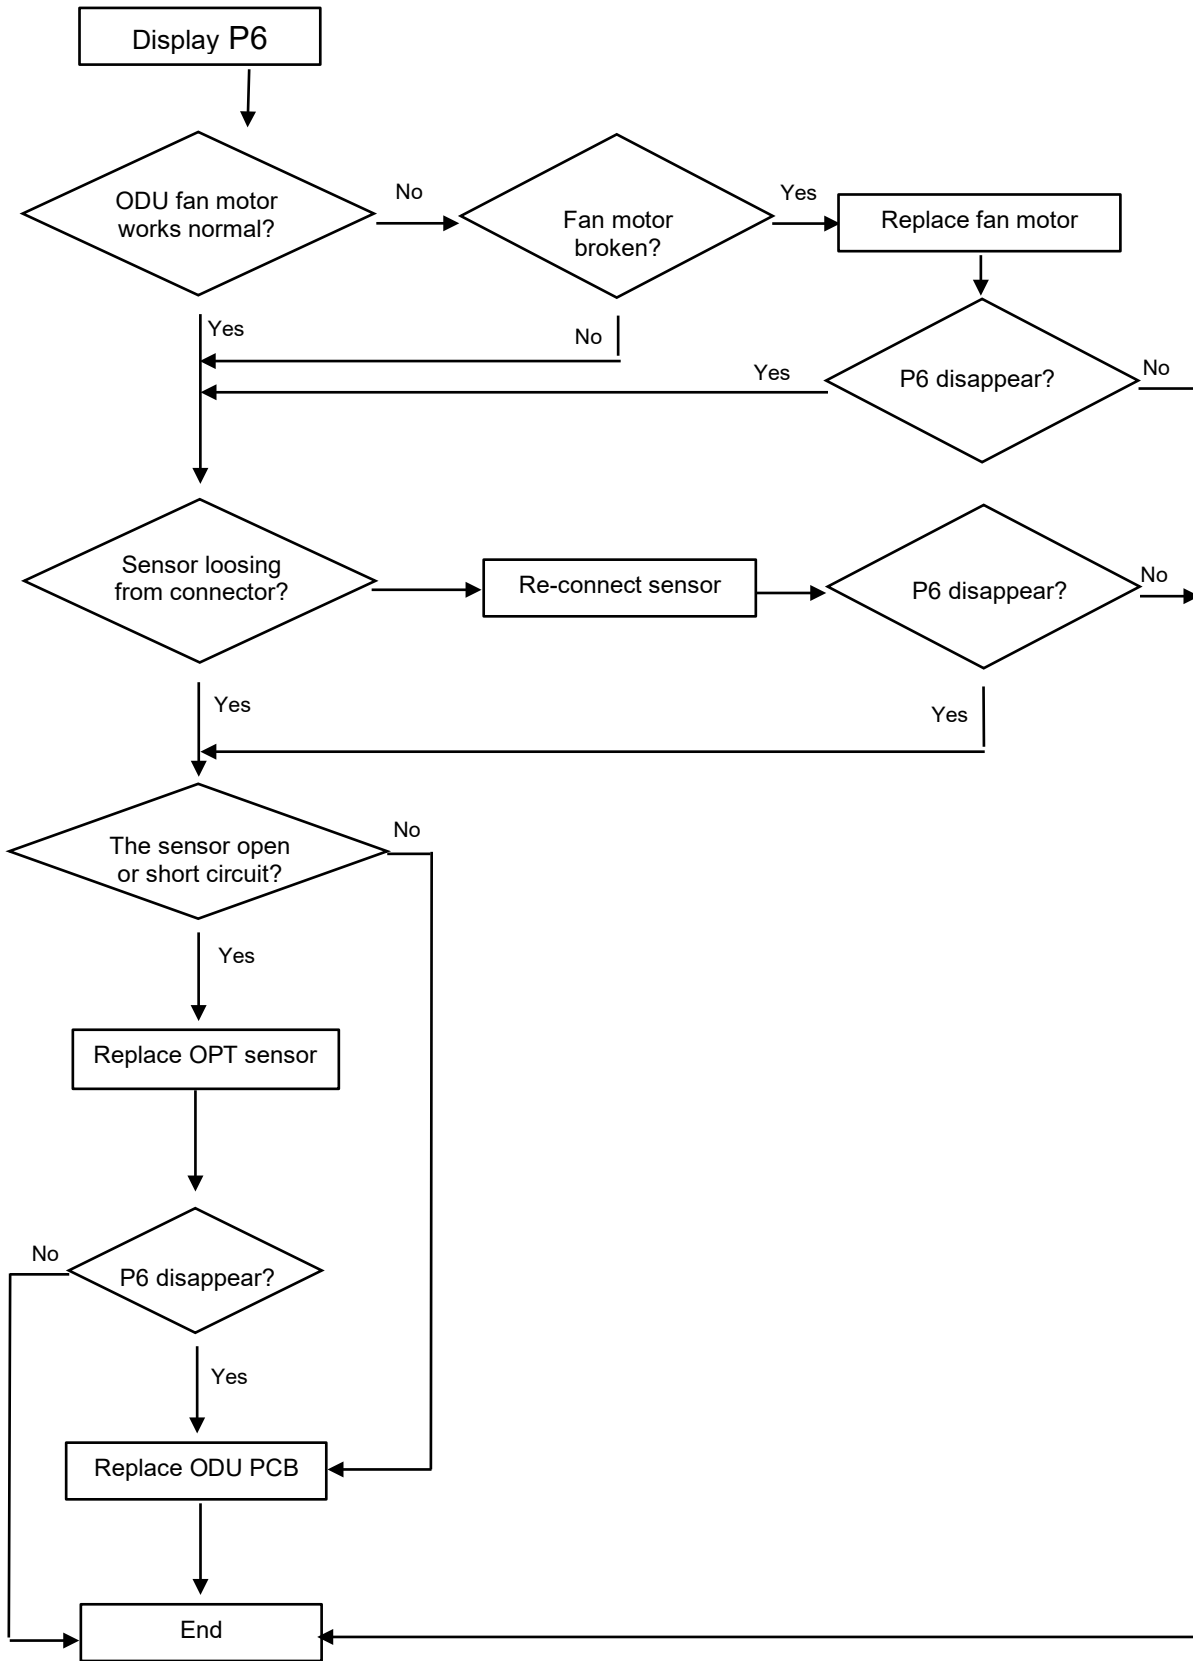 Display P6
ODU fan motor
works normal?
No
Fan motor
broken?
Yes
Replace fan motor
Yes
No
Yes
P6 disappear?
No
Sensor loosing
from connector?
Re-connect sensor
P6 disappear?
No
Yes
Yes
The sensor open
or short circuit?
No
Yes
Replace OPT sensor
No
P6 disappear?
Yes
Replace ODU PCB
End